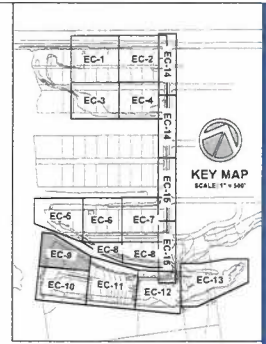 EC-1 EC-2 EC-14
EC-3 EC-4
EC-14
KEY MAP
SCALE: 1" = 500'
EC-15
EC-5 EC-6 EC-7
EC-8 EC-8 EC-16
EC-9
EC-10 EC-11 EC-12 EC-13